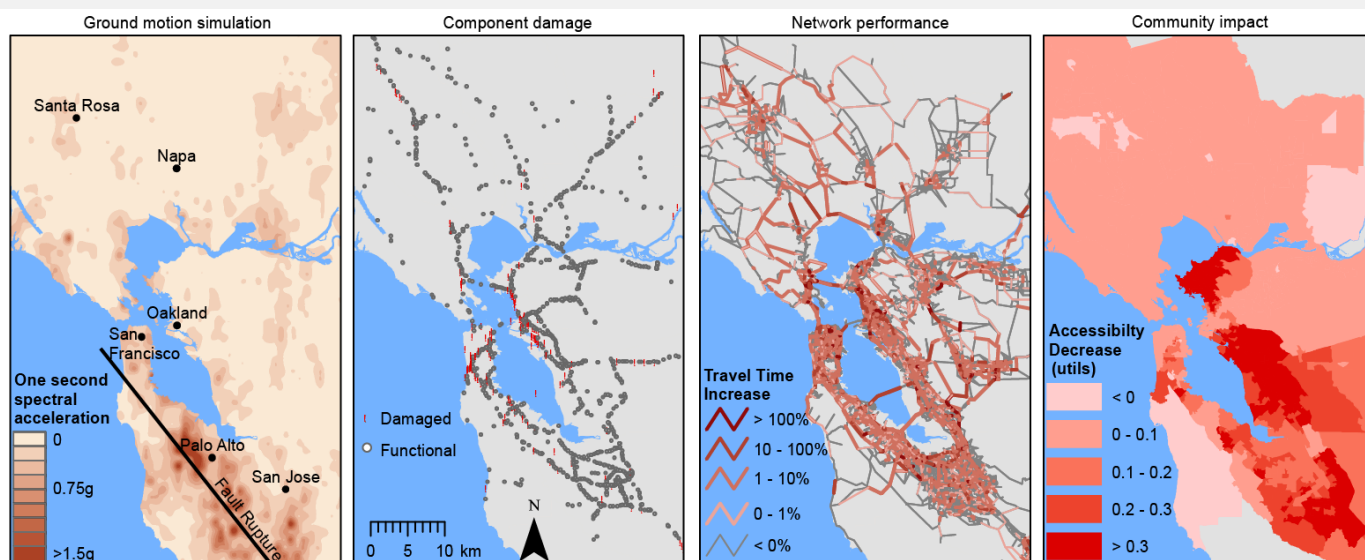 Ground motion simulation
Santa Rosa
Napa
Oakland
San
Francisco
One second
spectral
acceleration
0
0.75g
>1.5g
Palo Alto
San Jose
Fault Rupture
Component damage
Damaged
Functional
N
0 5 10 km
Network performance
Travel Time
Increase
> 100%
10 - 100%
1 - 10%
0 - 1%
< 0%
Community impact
Accessibilty
Decrease
(utils)
< 0
0 - 0.1
0.1 - 0.2
0.2 - 0.3
> 0.3